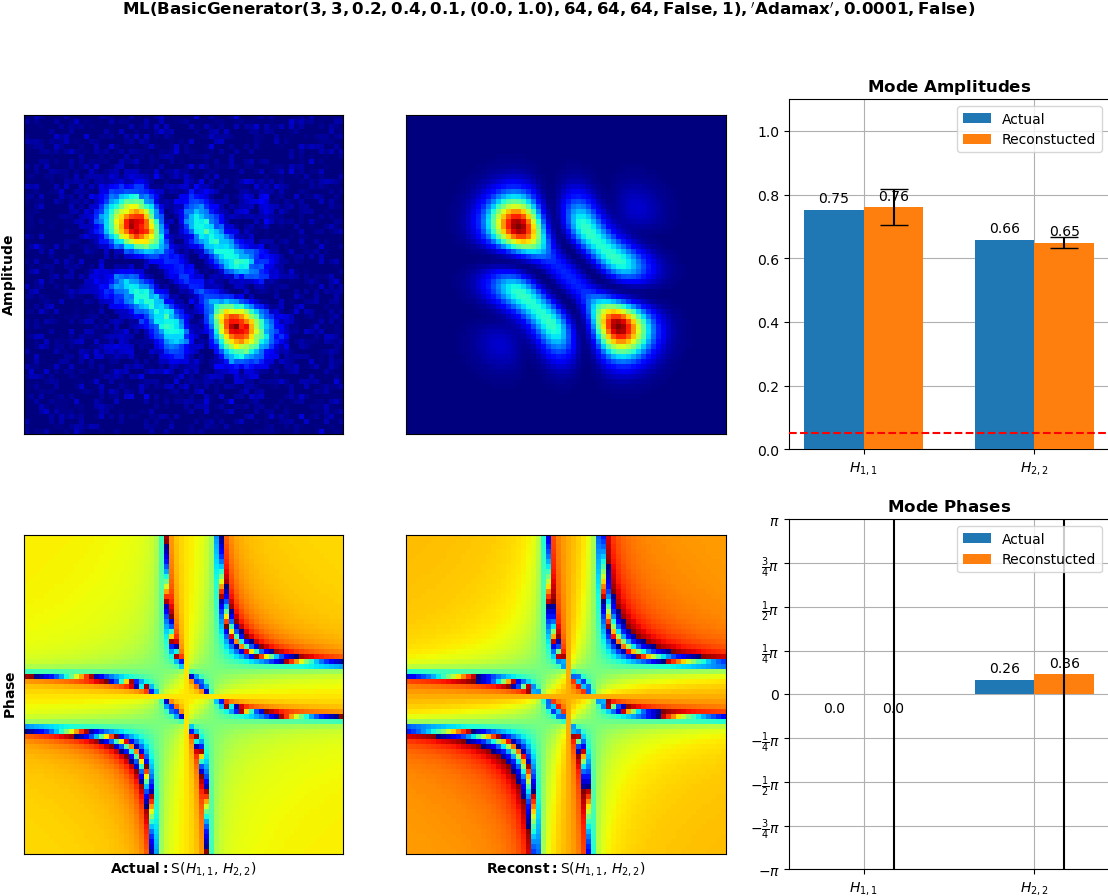 ML(BasicGenerator(3, 3, 0.2, 0.4, 0.1, (0.0, 1.0), 64, 64, 64, False, 1), ′Adamax′, 0.0001, False)
Amplitude
Mode Amplitudes
Actual
Reconstucted
1.0
0.8
0.6
0.4
0.2
0.0
0.75
0.76
0.66
0.65
H1,1
H2,2
Phase
Actual: S(H1,1, H2,2)
Reconst: S(H1,1, H2,2)
Mode Phases
Actual
Reconstucted
π
3/4π
1/2π
1/4π
0
−1/4π
−1/2π
−3/4π
−π
0.0
0.0
0.26
0.36
H1,1
H2,2